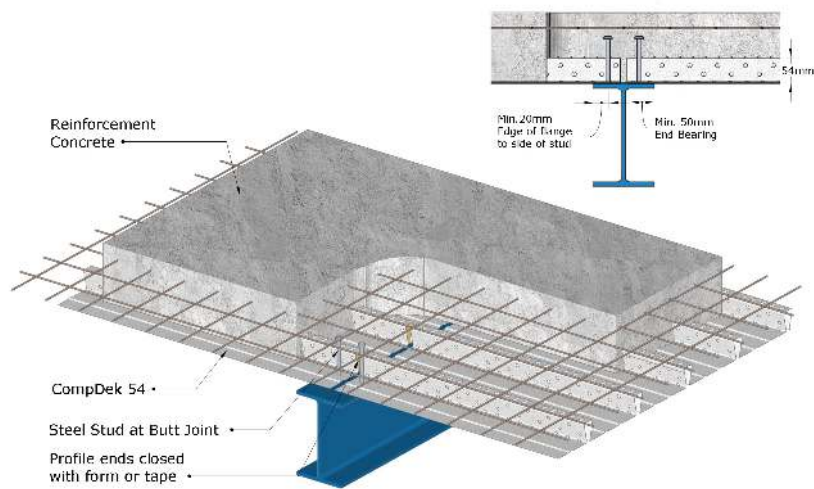 54mm
Min.20mm
Edge of flange
to side of stud
Min. 50mm
End Bearing
Reinforcement
Concrete
CompDek 54
Steel Stud at Butt Joint
Profile ends closed
with form or tape